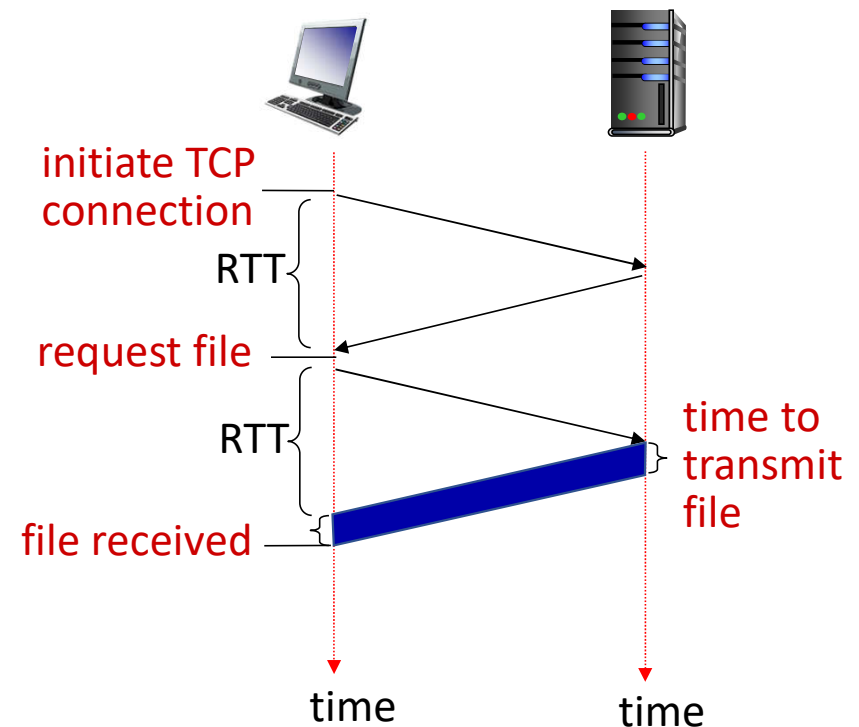 initiate TCP
connection
RTT
request file
RTT
time to
transmit
file
file received
time
time